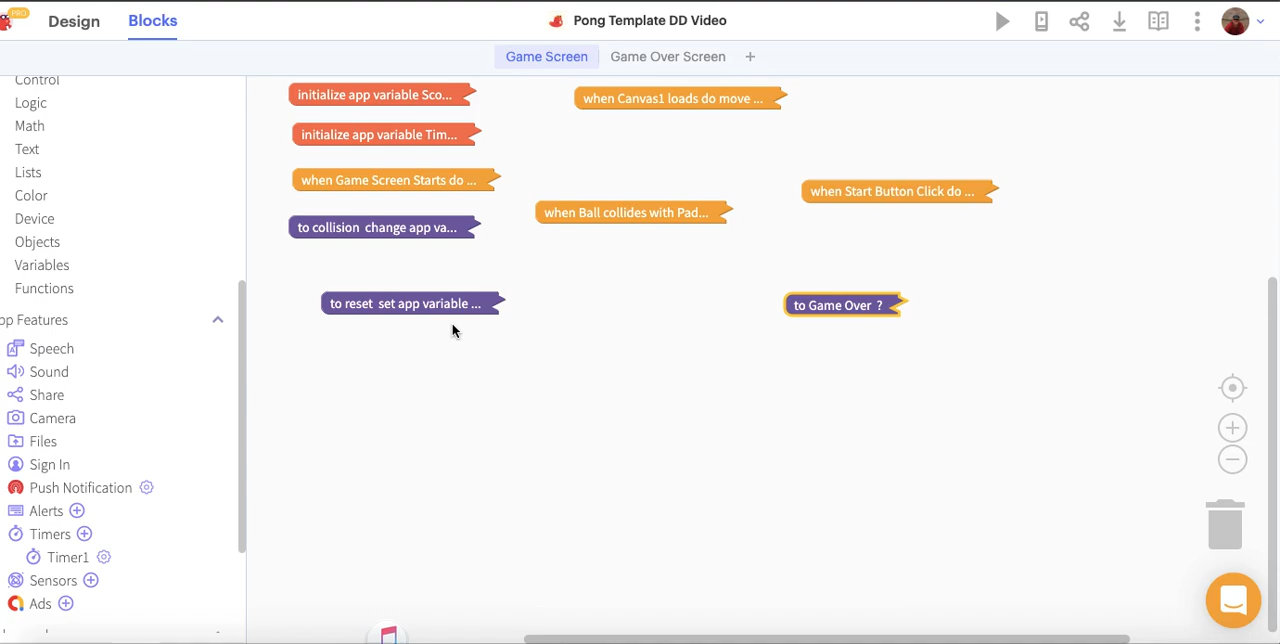 PRO
Design
Blocks
Pong Template DD Video
Game Screen
Game Over Screen
+
Control
Logic
Math
Text
Lists
Color
Device
Objects
Variables
Functions
pp Features
Speech
Sound
Share
Camera
Files
Sign In
Push Notification
Alerts
Timers
Timer1
Sensors
Ads
initialize app variable Sco...
when Canvas1 loads do move ...
initialize app variable Tim...
when Game Screen Starts do ...
when Start Button Click do ...
when Ball collides with Pad...
to collision change app va...
to reset set app variable ...
to Game Over ?